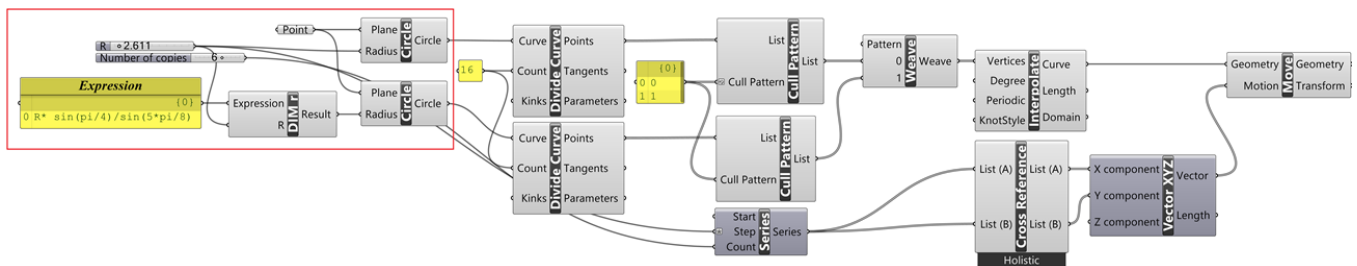 Point
R
2.611
Number of copies
6
Expression
{0}
0 R* sin(pi/4)/sin(5*pi/8)
Expression
R
Result
Plane
Radius
Circle
Circle
Plane
Radius
Circle
Circle
16
Curve
Count
Kinks
Divide Curve
Points
Tangents
Parameters
Curve
Count
Kinks
Divide Curve
Points
Tangents
Parameters
{0}
0 0
1 1
List
Cull Pattern
Cull Pattern
List
List
Cull Pattern
Cull Pattern
List
Start
Step
Count
Series
Series
Pattern
0
1
Weave
Weave
Vertices
Degree
Periodic
KnotStyle
Interpolate
Curve
Length
Domain
List (A)
List (B)
Cross Reference
List (A)
List (B)
Holistic
X component
Y component
Z component
Vector XYZ
Vector
Length
Geometry
Motion
Move
Geometry
Transform